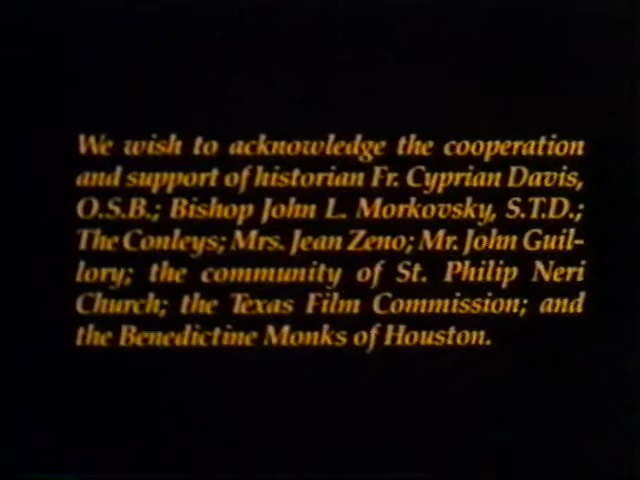 We wish to acknowledge the cooperation
and support of historian Fr. Cyprian Davis,
O.S.B.; Bishop John L. Morkovsky, S.T.D.;
The Conleys; Mrs. Jean Zeno; Mr. John Guil-
lory; the community of St. Philip Neri
Church; the Texas Film Commission; and
the Benedictine Monks of Houston.